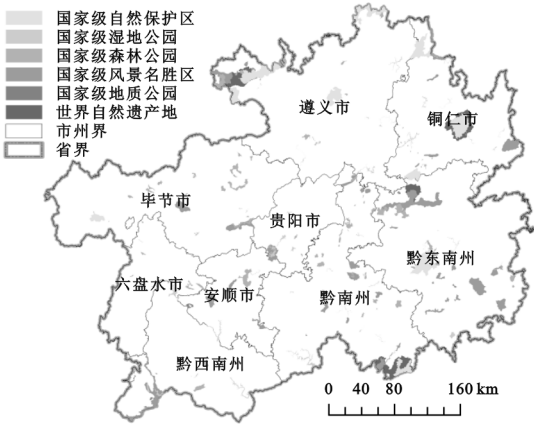 国家级自然保护区
国家级湿地公园
国家级森林公园
国家级风景名胜区
国家级地质公园
世界自然遗产地
市州界
省界
遵义市
铜仁市
毕节市
贵阳市
黔东南州
六盘水市
安顺市
黔南州
黔西南州
0 40 80 160 km